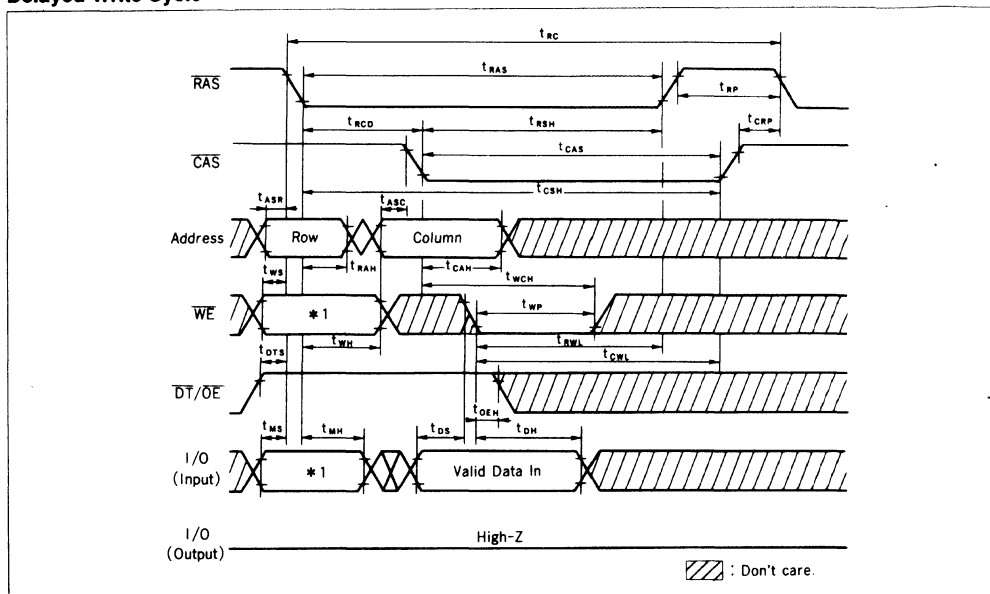 Delayed Write Cycle
tRC
RAS
tRAS
tRP
tRCD
tRSH
tCRP
CAS
tCAS
tCSH
tASR
tASC
Address
Row
Column
tRAH
tCAH
tWS
tWCH
WE
*1
tWP
tWH
tRWL
tCWL
tDTS
DT/OE
tOEH
tMS
tMH
tDS
tDH
I/O
(Input)
*1
Valid Data In
I/O
(Output)
High-Z
: Don't care.